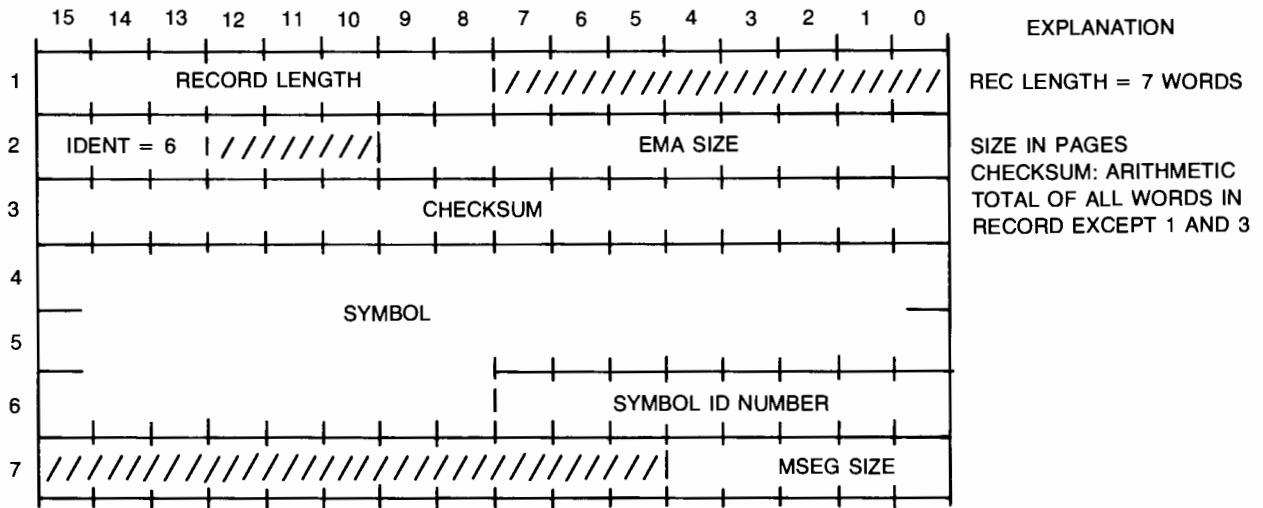 15 14 13 12 11 10 9 8 7 6 5 4 3 2 1 0
EXPLANATION
1 RECORD LENGTH REC LENGTH = 7 WORDS
2 IDENT = 6 EMA SIZE SIZE IN PAGES
CHECKSUM: ARITHMETIC
3 CHECKSUM TOTAL OF ALL WORDS IN
RECORD EXCEPT 1 AND 3
4
SYMBOL
5
6 SYMBOL ID NUMBER
7 MSEG SIZE